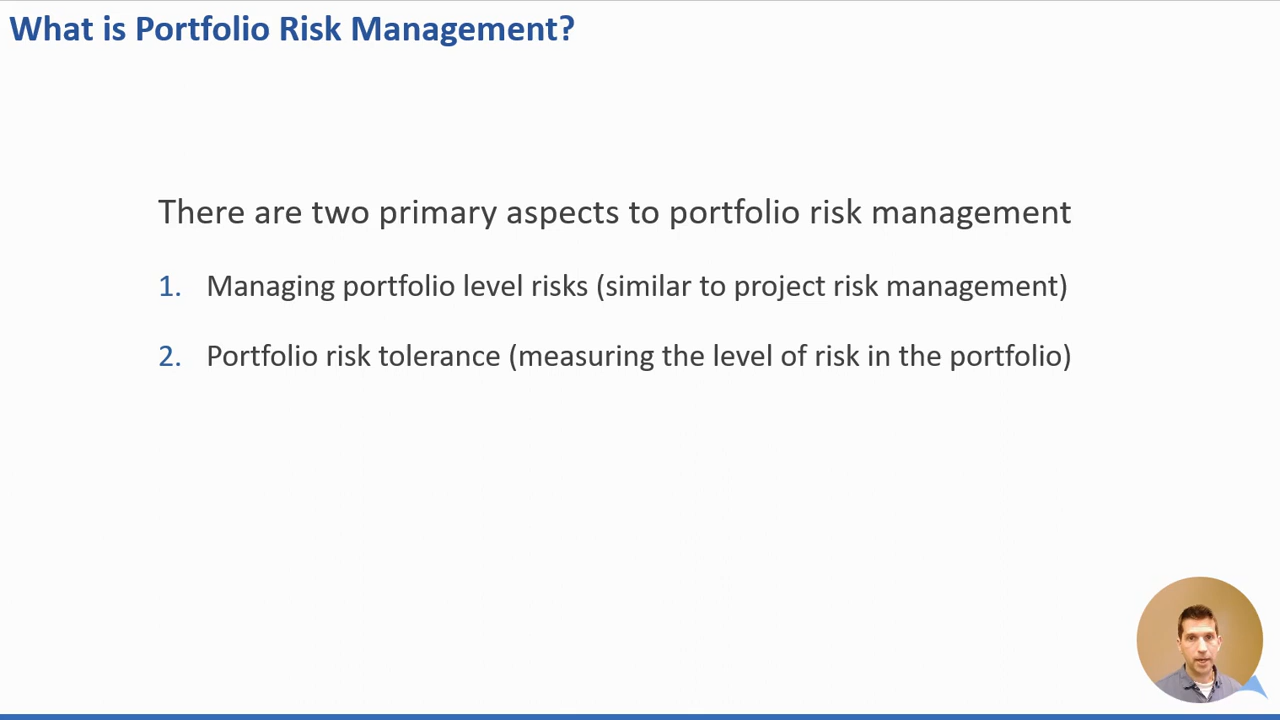 What is Portfolio Risk Management?
There are two primary aspects to portfolio risk management
1. Managing portfolio level risks (similar to project risk management)
2. Portfolio risk tolerance (measuring the level of risk in the portfolio)